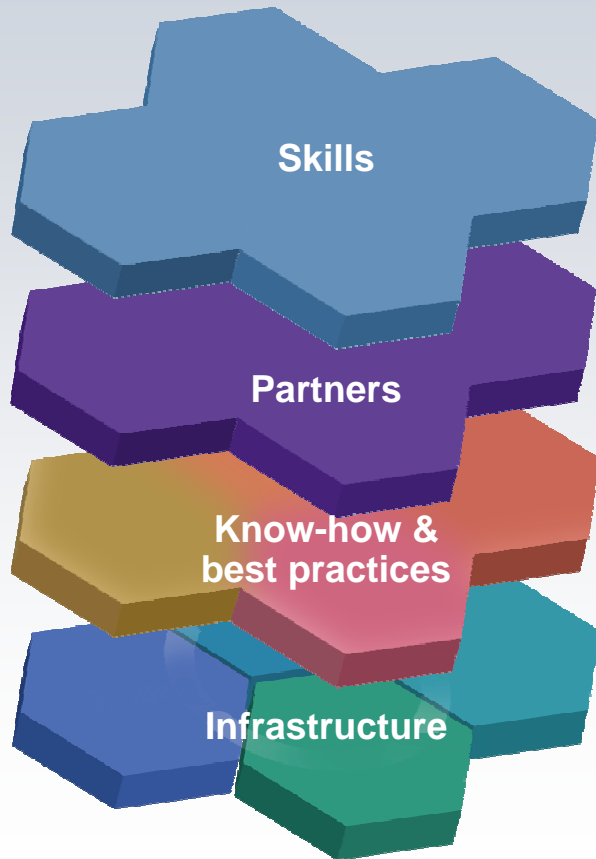 Skills
Partners
Know-how &
best practices
Infrastructure